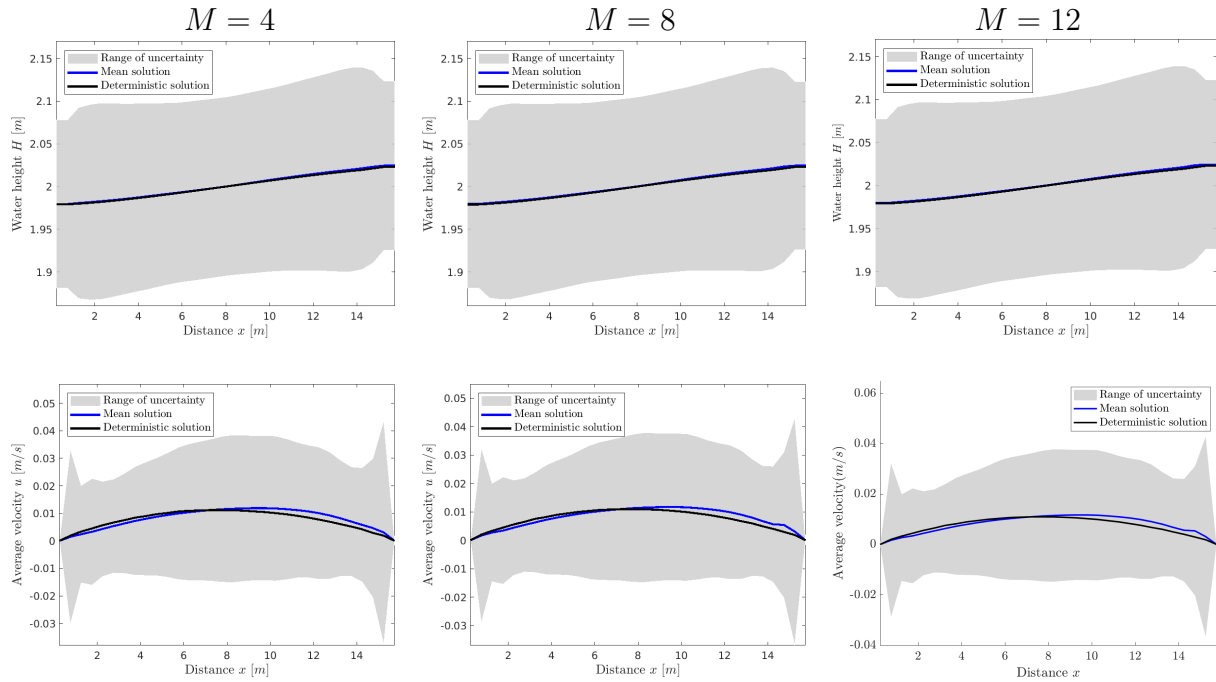 M = 4
M = 8
M = 12
Range of uncertainty
Mean solution
Deterministic solution
Water height H [m]
2.15
2.1
2.05
2
1.95
1.9
2 4 6 8 10 12 14
Distance x [m]
Range of uncertainty
Mean solution
Deterministic solution
Water height H [m]
2.15
2.1
2.05
2
1.95
1.9
2 4 6 8 10 12 14
Distance x [m]
Range of uncertainty
Mean solution
Deterministic solution
Water height H [m]
2.15
2.1
2.05
2
1.95
1.9
2 4 6 8 10 12 14
Distance x [m]
Range of uncertainty
Mean solution
Deterministic solution
Average velocity u [m/s]
0.05
0.04
0.03
0.02
0.01
0
-0.01
-0.02
-0.03
2 4 6 8 10 12 14
Distance x [m]
Range of uncertainty
Mean solution
Deterministic solution
Average velocity u [m/s]
0.05
0.04
0.03
0.02
0.01
0
-0.01
-0.02
-0.03
2 4 6 8 10 12 14
Distance x [m]
Range of uncertainty
Mean solution
Deterministic solution
Average velocity(m/s)
0.06
0.04
0.02
0
-0.02
-0.04
2 4 6 8 10 12 14
Distance x